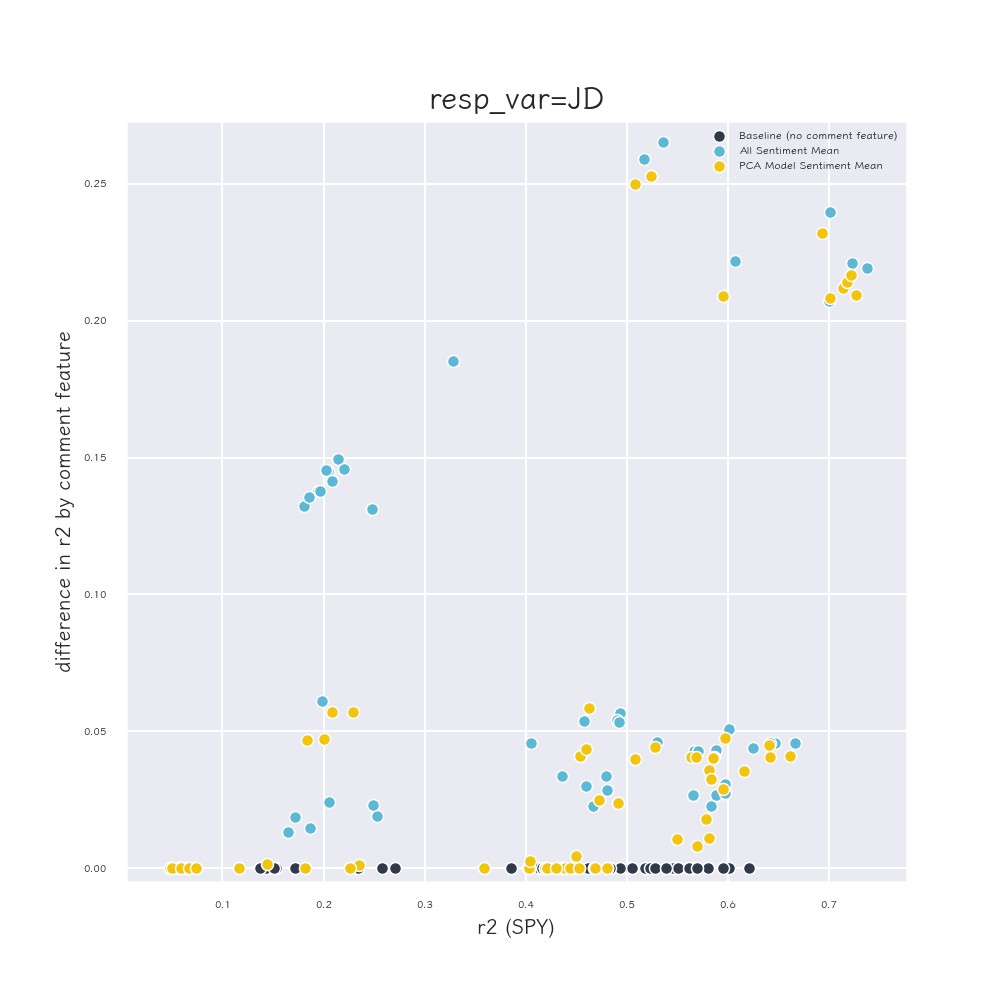 resp_var=JD
Baseline (no comment feature)
All Sentiment Mean
PCA Model Sentiment Mean
difference in r2 by comment feature
0.25
0.20
0.15
0.10
0.05
0.00
0.1 0.2 0.3 0.4 0.5 0.6 0.7
r2 (SPY)